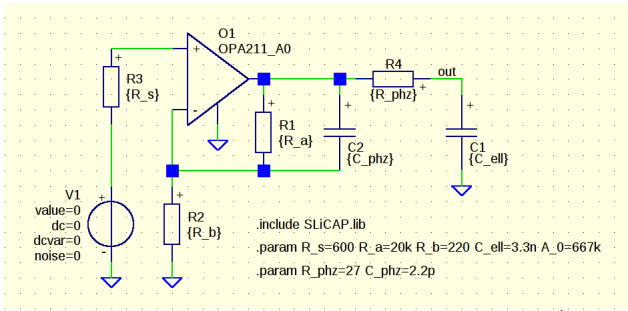 O1
OPA211_A0
R4
out
{R_phz}
R3
{R_s}
R1
{R_a}
C2
{C_phz}
C1
{C_ell}
V1
value=0
dc=0
dcvar=0
noise=0
R2
{R_b}
.include SLiCAP.lib
.param R_s=600 R_a=20k R_b=220 C_ell=3.3n A_0=667k
.param R_phz=27 C_phz=2.2p